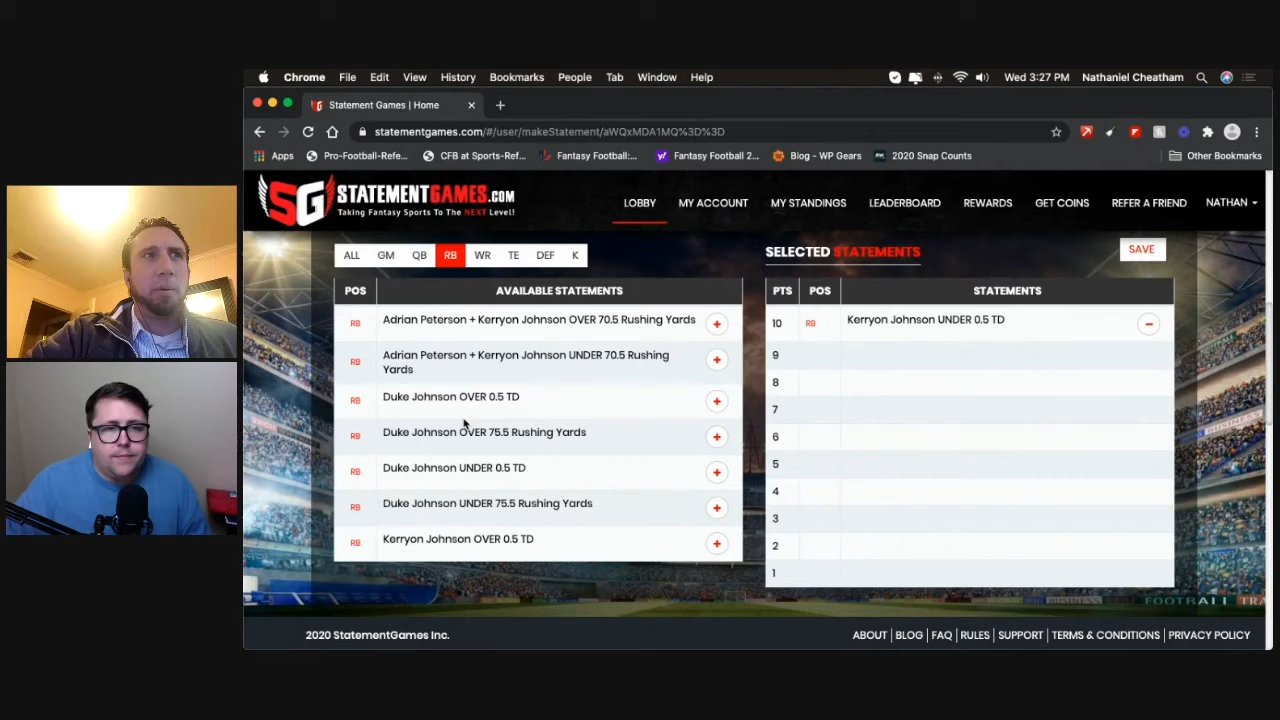 Chrome File Edit View History Bookmarks People Tab Window Help Wed 3:27 PM Nathaniel Cheatham
Statement Games | Home
statementgames.com/#/user/makeStatement/aWQxMDA1MQ%3D%3D
Apps Pro-Football-Refe... CFB at Sports-Ref... Fantasy Football:... Fantasy Football 2... Blog - WP Gears 2020 Snap Counts Other Bookmarks
SG STATEMENTGAMES.COM
Taking Fantasy Sports To The NEXT Level!
LOBBY MY ACCOUNT MY STANDINGS LEADERBOARD REWARDS GET COINS REFER A FRIEND NATHAN
ALL GM QB RB WR TE DEF K
POS AVAILABLE STATEMENTS
RB Adrian Peterson + Kerryon Johnson OVER 70.5 Rushing Yards
RB Adrian Peterson + Kerryon Johnson UNDER 70.5 Rushing
Yards
RB Duke Johnson OVER 0.5 TD
RB Duke Johnson OVER 75.5 Rushing Yards
RB Duke Johnson UNDER 0.5 TD
RB Duke Johnson UNDER 75.5 Rushing Yards
RB Kerryon Johnson OVER 0.5 TD
SELECTED STATEMENTS SAVE
PTS POS STATEMENTS
10 RB Kerryon Johnson UNDER 0.5 TD
9
8
7
6
5
4
3
2
1
FOOTBALL
2020 StatementGames Inc.
ABOUT | BLOG | FAQ | RULES | SUPPORT | TERMS & CONDITIONS | PRIVACY POLICY